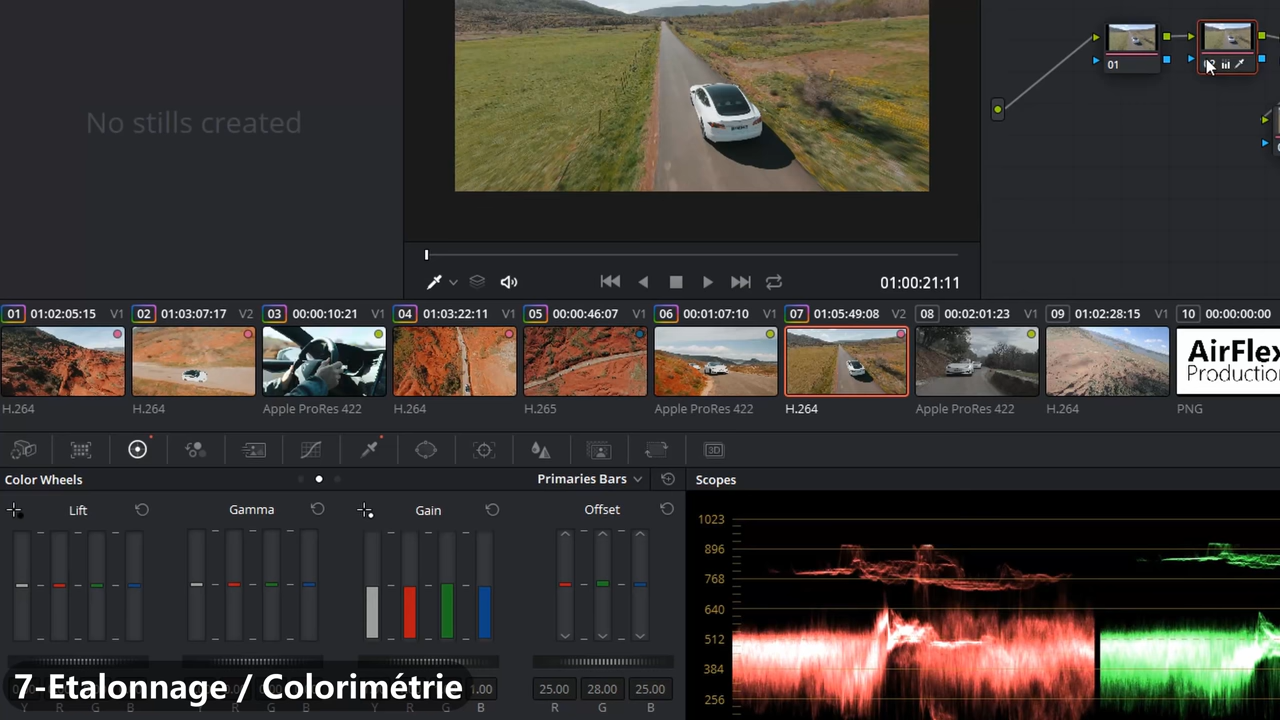 No stills created
01
01:00:21:11
01 01:02:05:15 V1 02 01:03:07:17 V2 03 00:00:10:21 V1 04 01:03:22:11 V1 05 00:00:46:07 V1 06 00:01:07:10 V1 07 01:05:49:08 V2 08 00:02:01:23 V1 09 01:02:28:15 V1 10 00:00:00:00
AirFlex
Production
H.264 H.264 Apple ProRes 422 H.264 H.265 Apple ProRes 422 H.264 Apple ProRes 422 H.264 PNG
3D
Color Wheels Primaries Bars Scopes
Lift Gamma Gain Offset
1023
896
768
640
512
384
256
7-Etalonnage / Colorimétrie
1.00 25.00 28.00 25.00
Y R G B Y R G B Y R G B R G B